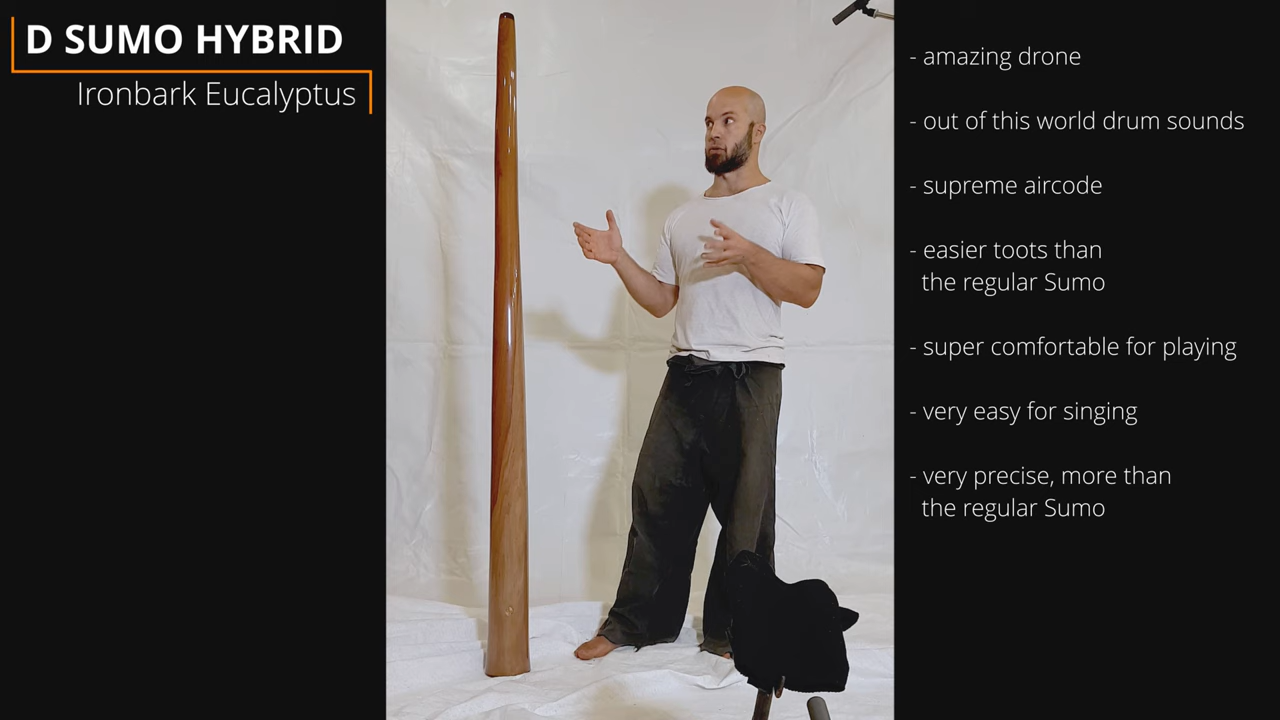 D SUMO HYBRID
Ironbark Eucalyptus
- amazing drone
- out of this world drum sounds
- supreme aircode
- easier toots than
the regular Sumo
- super comfortable for playing
- very easy for singing
- very precise, more than
the regular Sumo